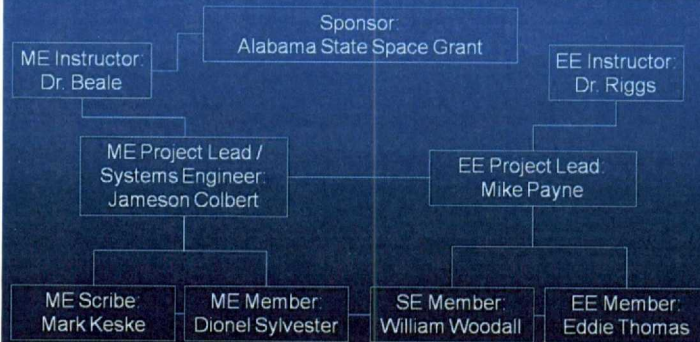 Sponsor:
Alabama State Space Grant
ME Instructor:
Dr. Beale
EE Instructor:
Dr. Riggs
ME Project Lead /
Systems Engineer:
Jameson Colbert
EE Project Lead:
Mike Payne
ME Scribe:
Mark Keske
ME Member:
Dionel Sylvester
SE Member:
William Woodall
EE Member:
Eddie Thomas